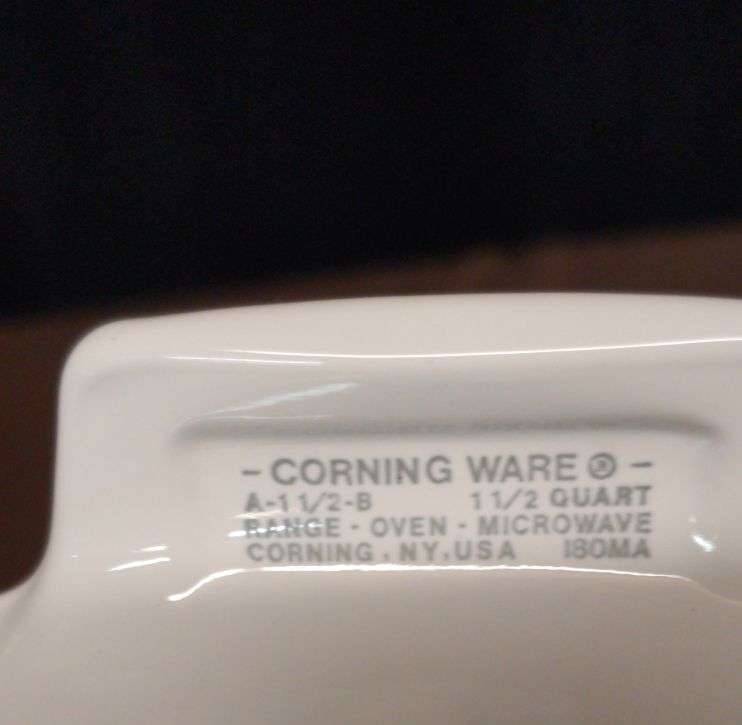 - CORNING WARE ® -
A-1 1/2-B 1 1/2 QUART
RANGE - OVEN - MICROWAVE
CORNING, NY, USA 180MA